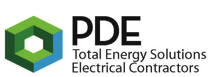 PDE
Total Energy Solutions
Electrical Contractors